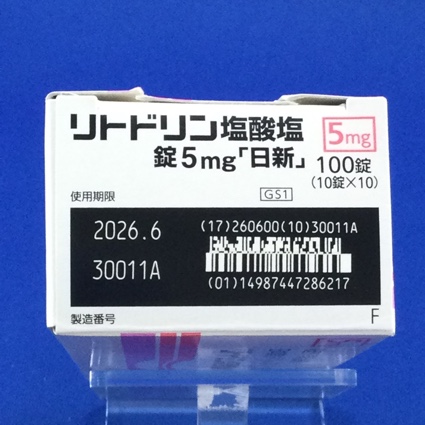 リトドリン塩酸塩 5mg
錠5mg「日新」 100錠
(10錠×10)
使用期限 GS1
2026.6 (17)260600(10)30011A
30011A
(01)14987447286217
製造番号 F